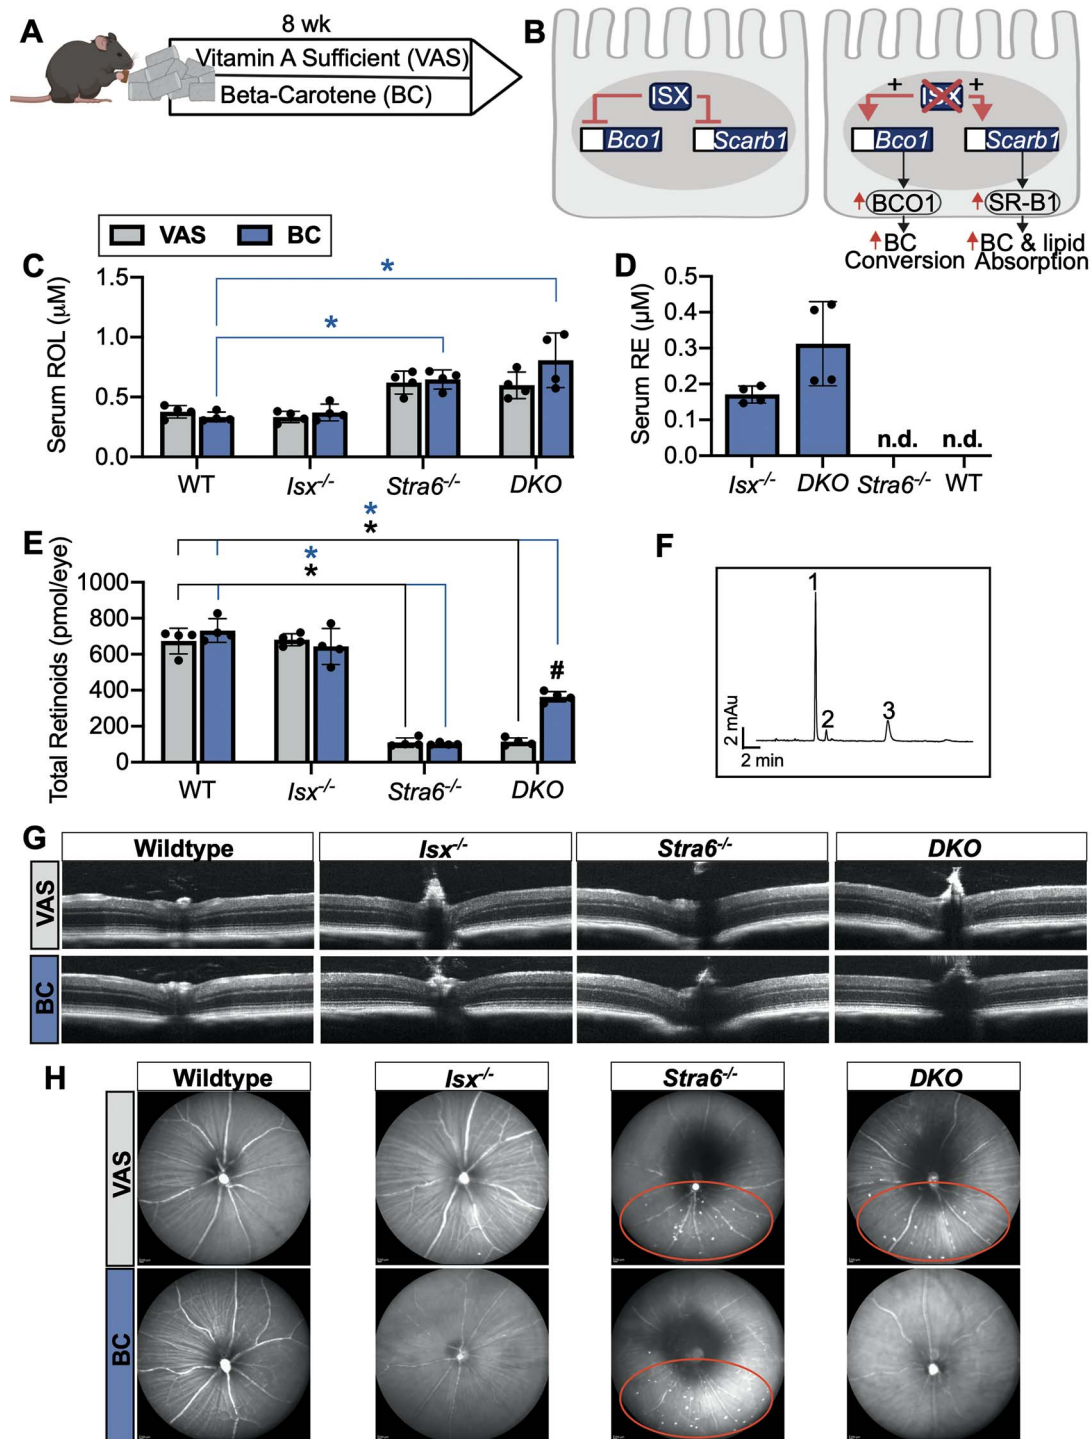 A
8 wk
Vitamin A Sufficient (VAS)
Beta-Carotene (BC)
B
ISX
Bco1
Scarb1
+
ISX
+
Bco1
Scarb1
BCO1
SR-B1
BC
Conversion
BC & lipid
Absorption
VAS
BC
C
Serum ROL (µM)
1.5
1.0
0.5
0.0
*
*
WT
Isx-/-
Stra6-/-
DKO
D
Serum RE (µM)
0.5
0.4
0.3
0.2
0.1
0.0
n.d.
n.d.
Isx-/-
DKO
Stra6-/-
WT
E
Total Retinoids (pmol/eye)
1000
800
600
400
200
0
*
*
*
*
#
WT
Isx-/-
Stra6-/-
DKO
F
1
2
3
2 mAu
2 min
G
Wildtype
Isx-/-
Stra6-/-
DKO
VAS
BC
H
Wildtype
Isx-/-
Stra6-/-
DKO
VAS
BC